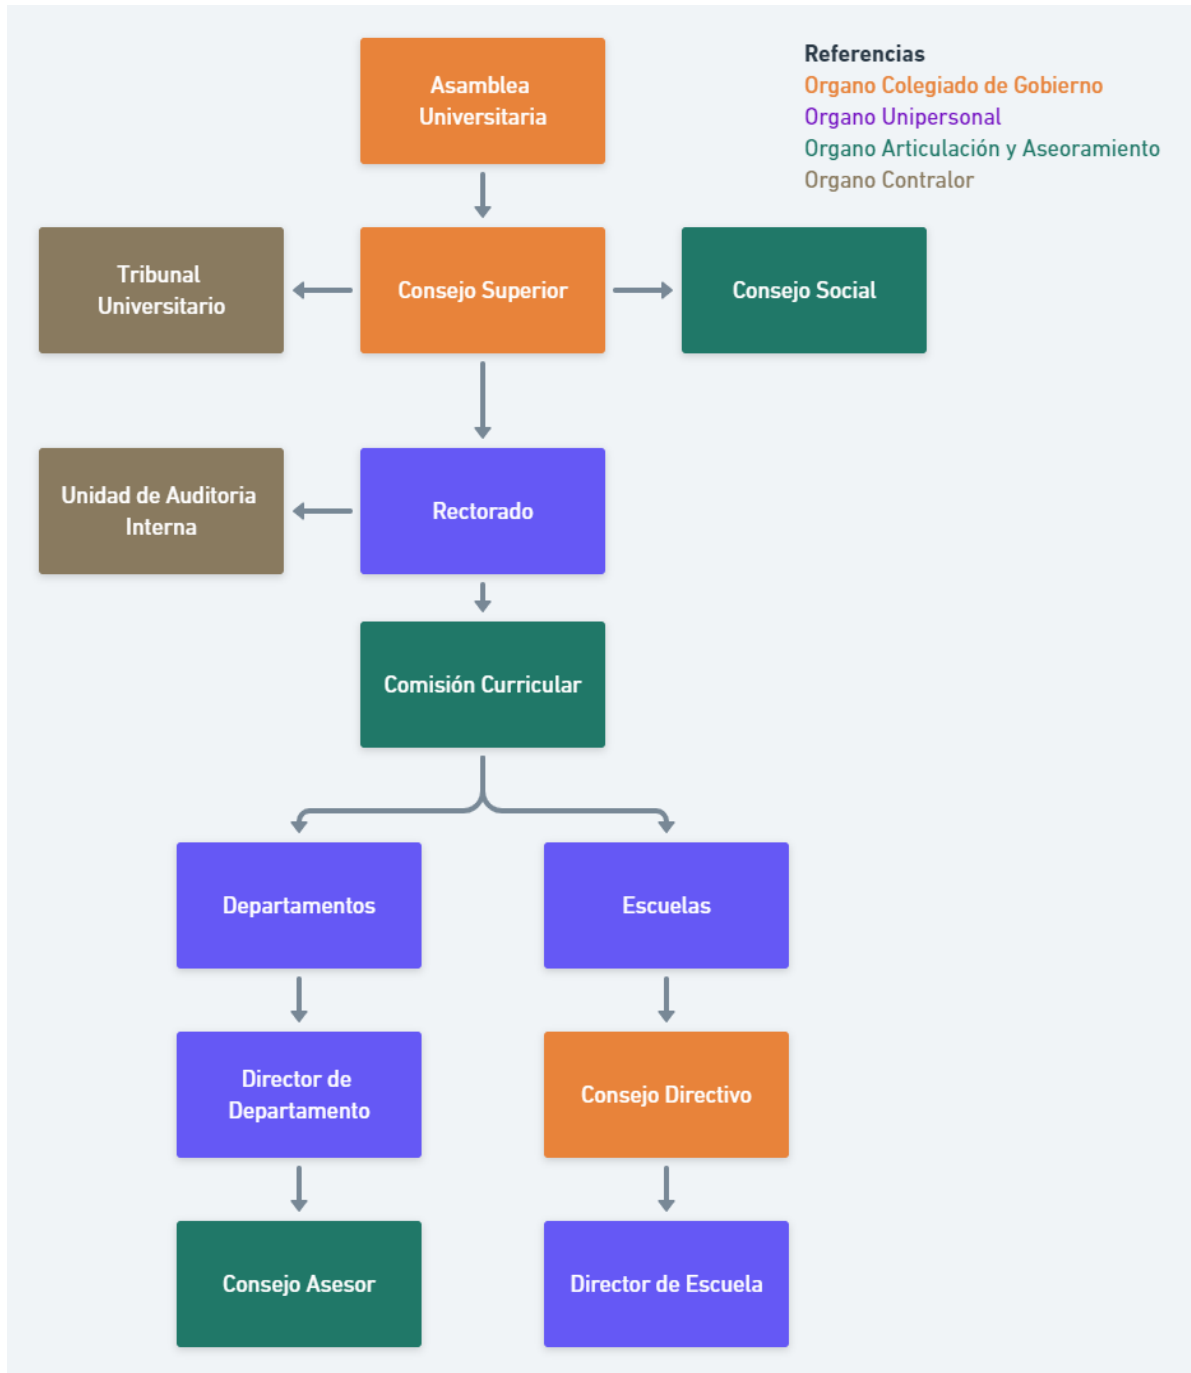 Referencias
Organo Colegiado de Gobierno
Organo Unipersonal
Organo Articulación y Aseoramiento
Organo Contralor
Asamblea
Universitaria
Tribunal
Universitario
Consejo Superior
Consejo Social
Unidad de Auditoria
Interna
Rectorado
Comisión Curricular
Departamentos
Escuelas
Director de
Departamento
Consejo Directivo
Consejo Asesor
Director de Escuela